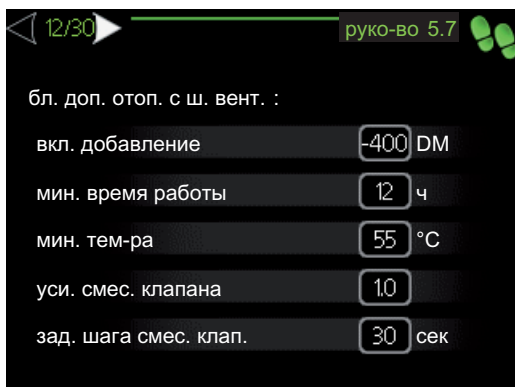 12/30 руко-во 5.7
бл. доп. отоп. с ш. вент. :
вкл. добавление -400 DM
мин. время работы 12 ч
мин. тем-ра 55 °C
уси. смес. клапана 1.0
зад. шага смес. клап. 30 сек